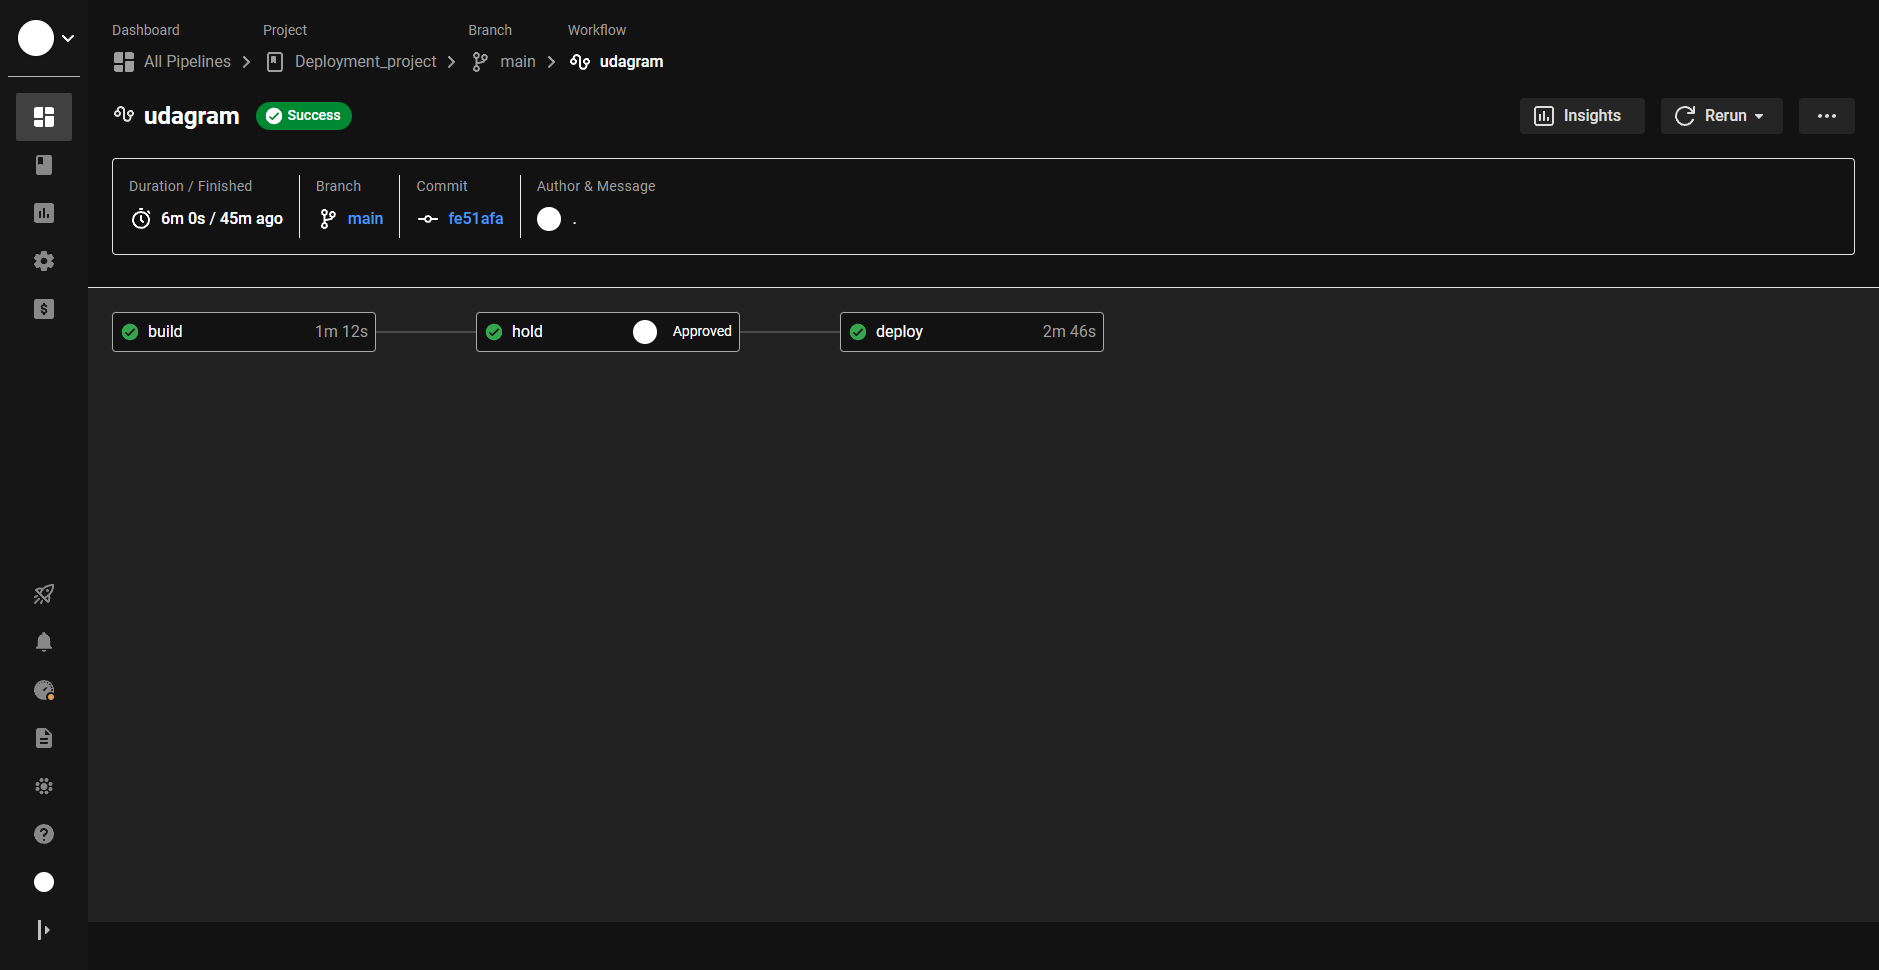 Dashboard Project Branch Workflow
All Pipelines Deployment_project main udagram
udagram Success Insights Rerun
Duration / Finished Branch Commit Author & Message
6m 0s / 45m ago main fe51afa .
build 1m 12s hold Approved deploy 2m 46s